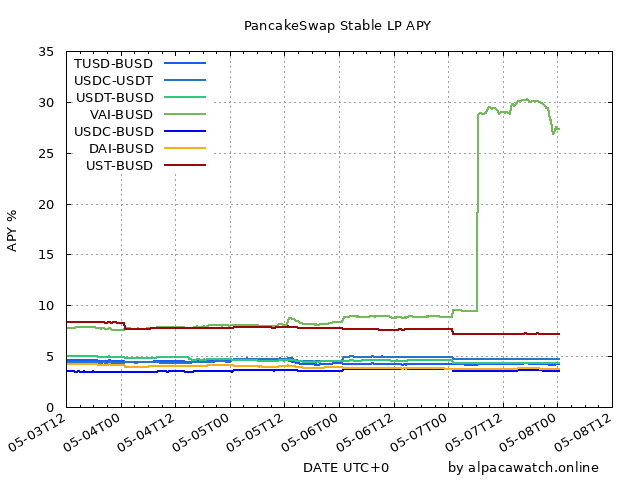 PancakeSwap Stable LP APY
35
30
25
20
15
10
5
0
APY %
TUSD-BUSD
USDC-USDT
USDT-BUSD
VAI-BUSD
USDC-BUSD
DAI-BUSD
UST-BUSD
05-03T12
05-04T00
05-04T12
05-05T00
05-05T12
05-06T00
05-06T12
05-07T00
05-07T12
05-08T00
05-08T12
DATE UTC+0
by alpacawatch.online